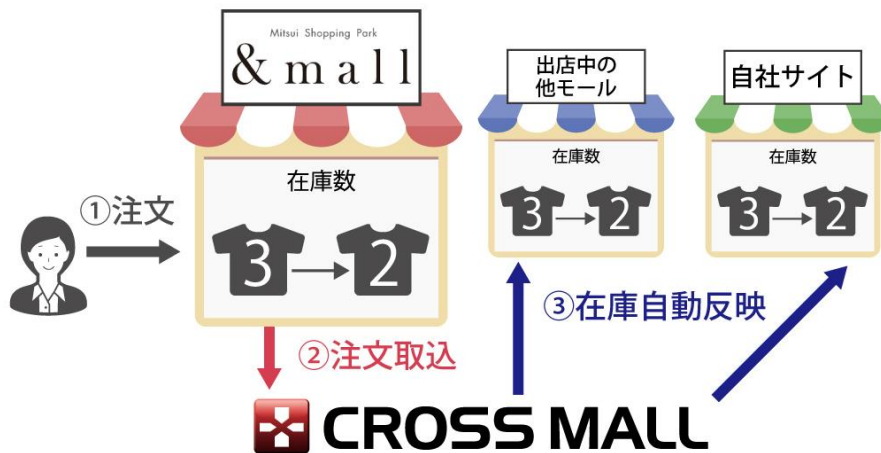 Mitsui Shopping Park
&mall
在庫数
3
2
出店中の
他モール
在庫数
3
2
自社サイト
在庫数
3
2
①注文
②注文取込
③在庫自動反映
CROSS MALL